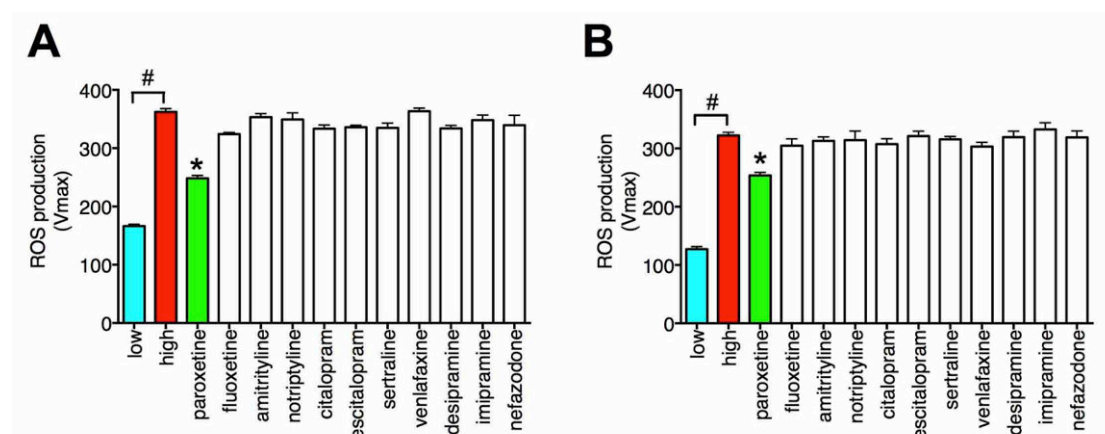 A
#
ROS production
(Vmax)
400
300
200
100
0
*
low
high
paroxetine
fluoxetine
amitrityline
notriptyline
citalopram
escitalopram
sertraline
venlafaxine
desipramine
imipramine
nefazodone
B
#
ROS production
(Vmax)
400
300
200
100
0
*
low
high
paroxetine
fluoxetine
amitrityline
notriptyline
citalopram
escitalopram
sertraline
venlafaxine
desipramine
imipramine
nefazodone